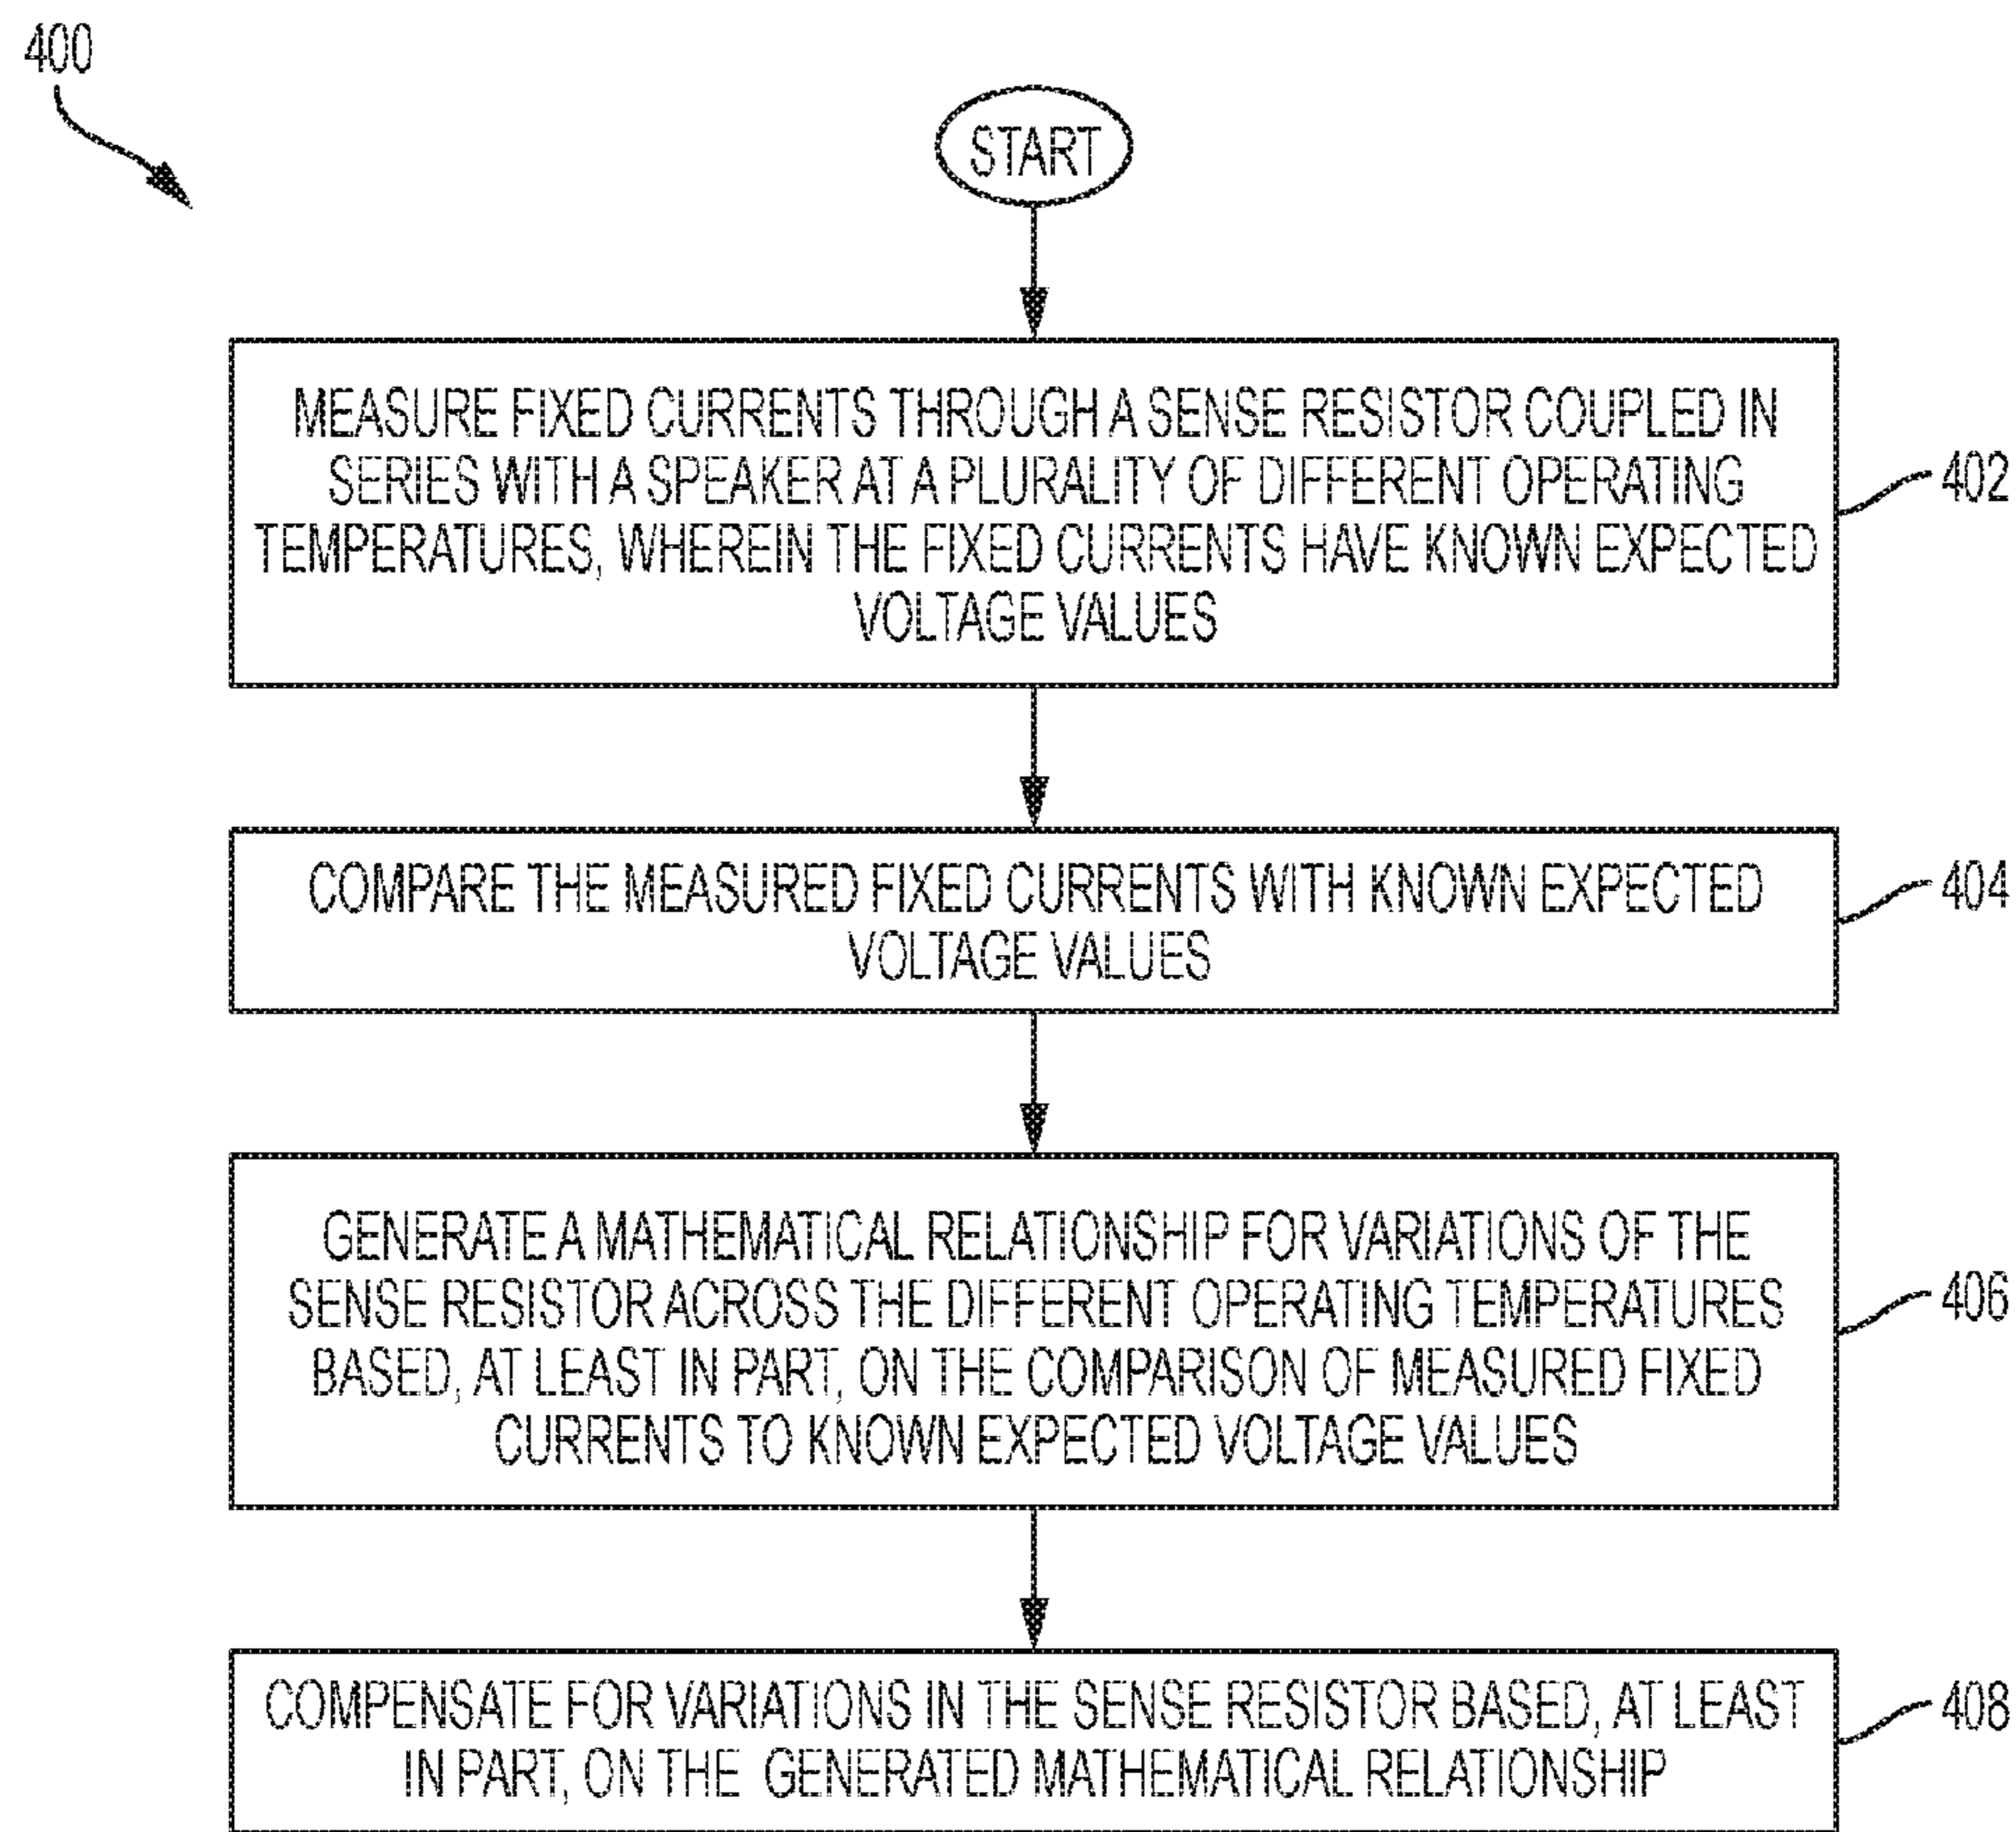 400
START
MEASURE FIXED CURRENTS THROUGH A SENSE RESISTOR COUPLED IN
SERIES WITH A SPEAKER AT A PLURALITY OF DIFFERENT OPERATING
TEMPERATURES, WHEREIN THE FIXED CURRENTS HAVE KNOWN EXPECTED
VOLTAGE VALUES
402
COMPARE THE MEASURED FIXED CURRENTS WITH KNOWN EXPECTED
VOLTAGE VALUES
404
GENERATE A MATHEMATICAL RELATIONSHIP FOR VARIATIONS OF THE
SENSE RESISTOR ACROSS THE DIFFERENT OPERATING TEMPERATURES
BASED, AT LEAST IN PART, ON THE COMPARISON OF MEASURED FIXED
CURRENTS TO KNOWN EXPECTED VOLTAGE VALUES
406
COMPENSATE FOR VARIATIONS IN THE SENSE RESISTOR BASED, AT LEAST
IN PART, ON THE GENERATED MATHEMATICAL RELATIONSHIP
408